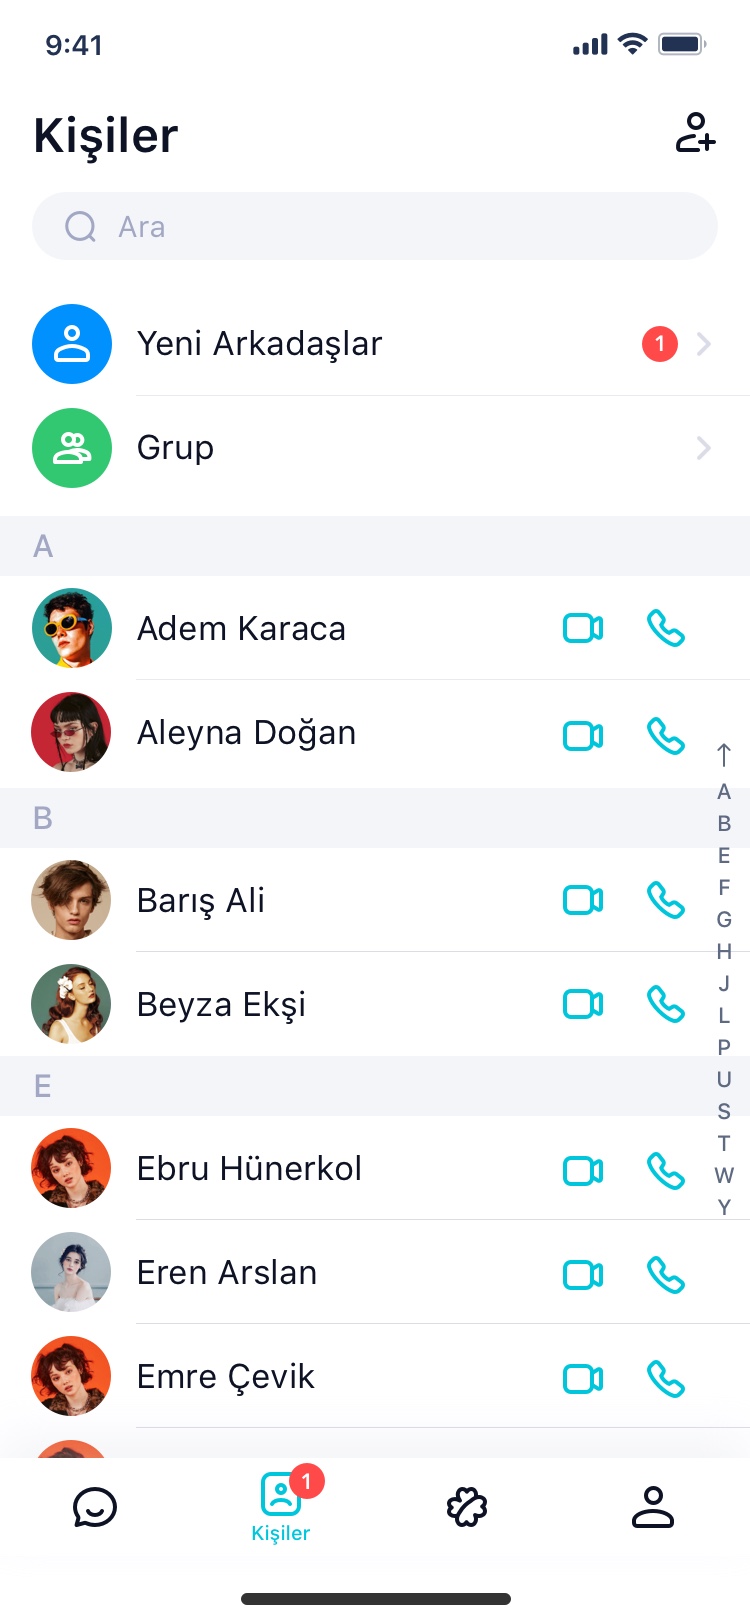 9:41
Kişiler
Ara
Yeni Arkadaşlar 1
Grup
A
Adem Karaca
Aleyna Doğan
B
Barış Ali
Beyza Ekşi
E
Ebru Hünerkol
Eren Arslan
Emre Çevik
A
B
E
F
G
H
J
L
P
U
S
T
W
Y
1
Kişiler